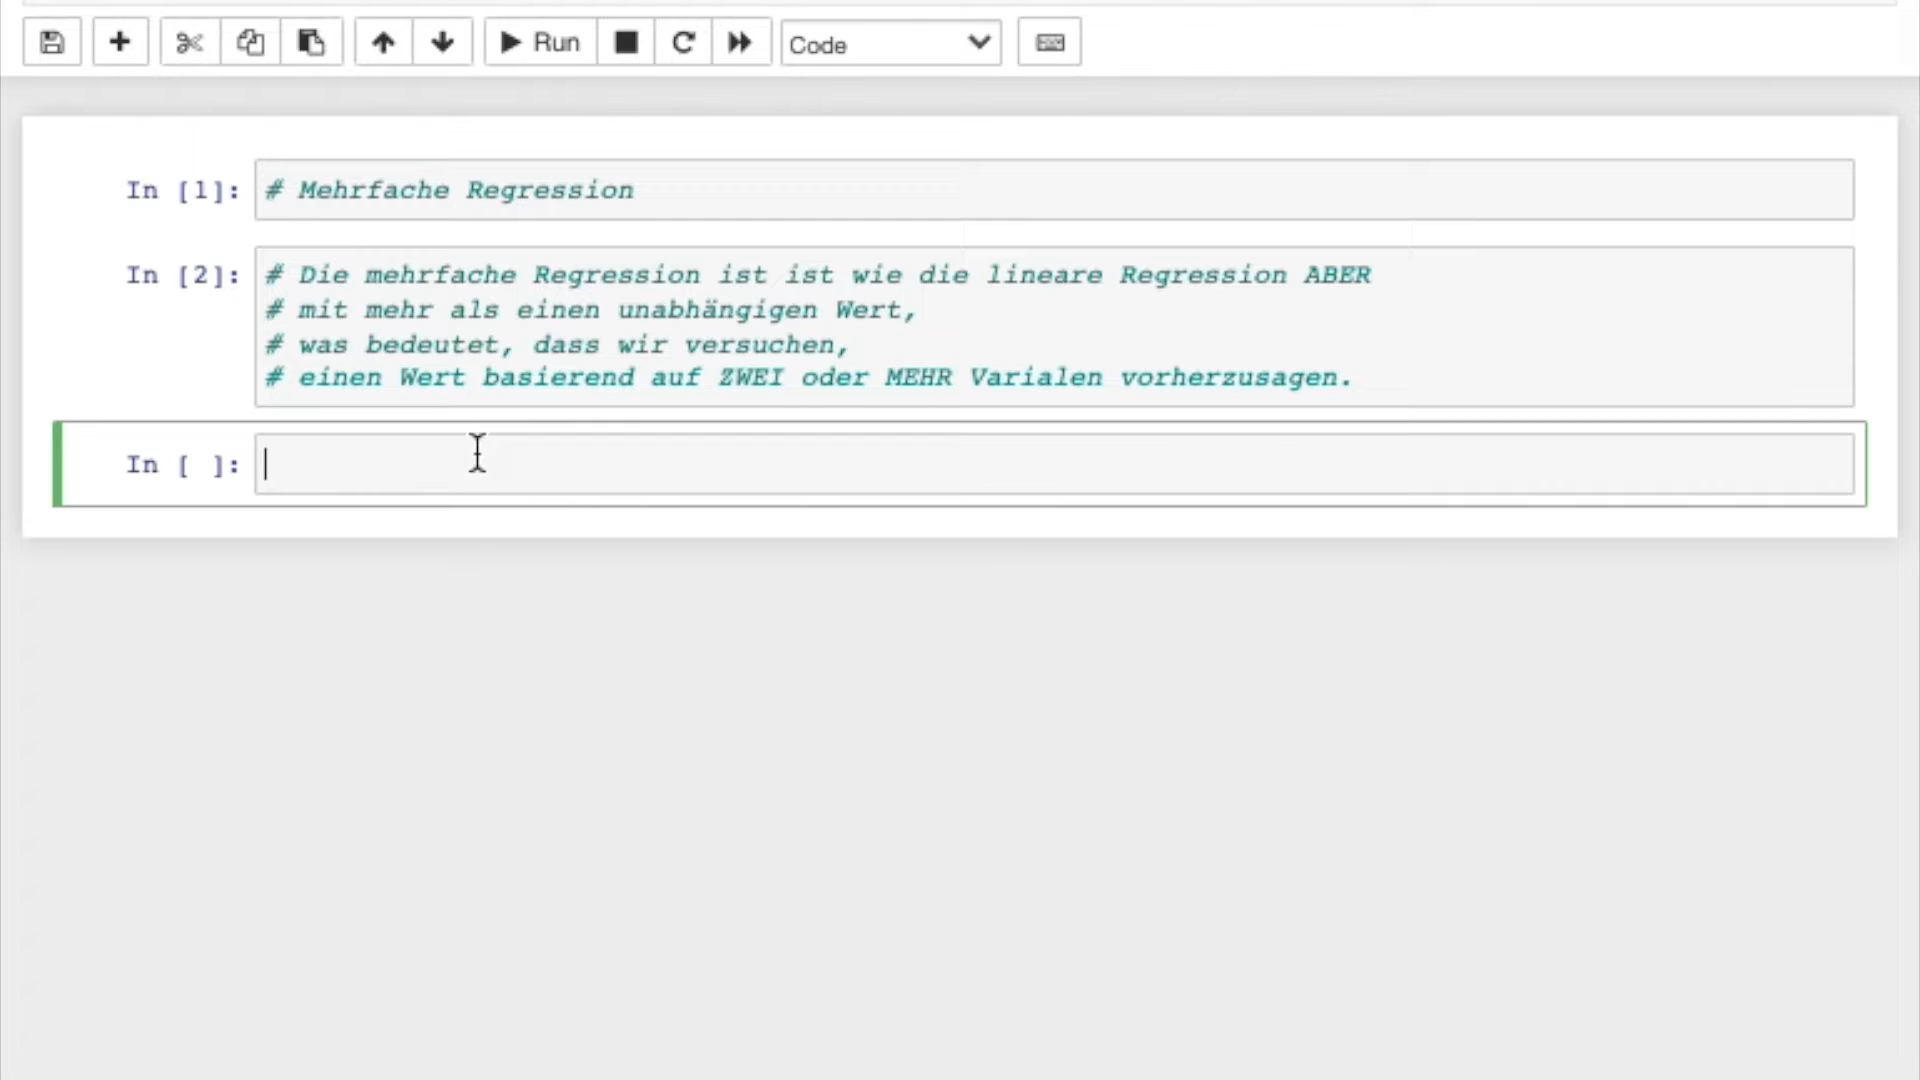 Run
Code
In [1]: # Mehrfache Regression
In [2]: # Die mehrfache Regression ist ist wie die lineare Regression ABER
# mit mehr als einen unabhängigen Wert,
# was bedeutet, dass wir versuchen,
# einen Wert basierend auf ZWEI oder MEHR Varialen vorherzusagen.
In [ ]: